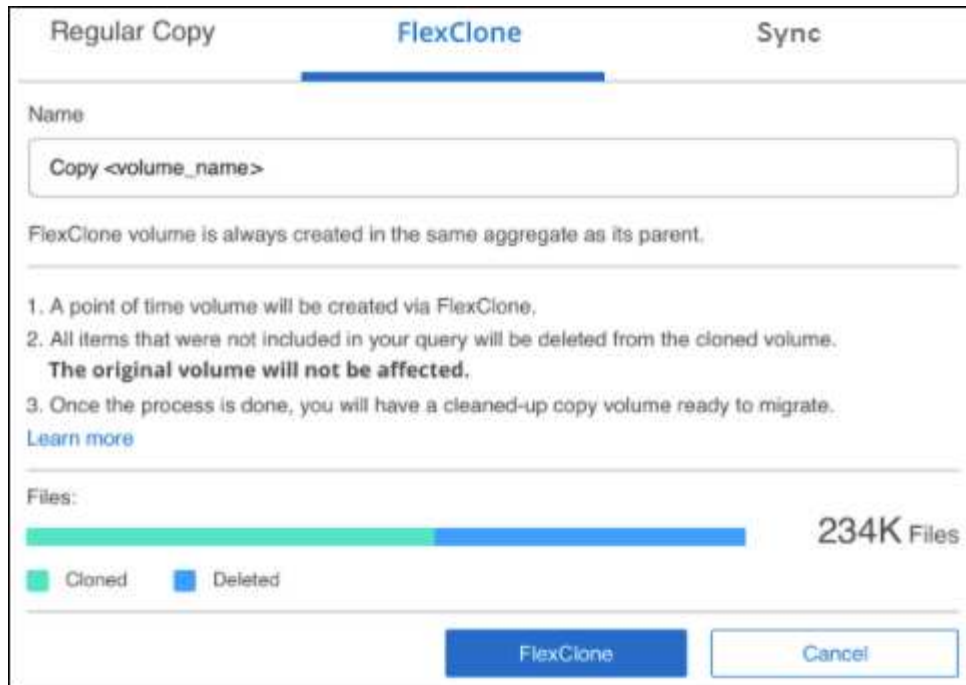 Regular Copy FlexClone Sync
Name
Copy <volume_name>
FlexClone volume is always created in the same aggregate as its parent.
1. A point of time volume will be created via FlexClone.
2. All items that were not included in your query will be deleted from the cloned volume.
The original volume will not be affected.
3. Once the process is done, you will have a cleaned-up copy volume ready to migrate.
Learn more
Files:
234K Files
Cloned Deleted
FlexClone Cancel